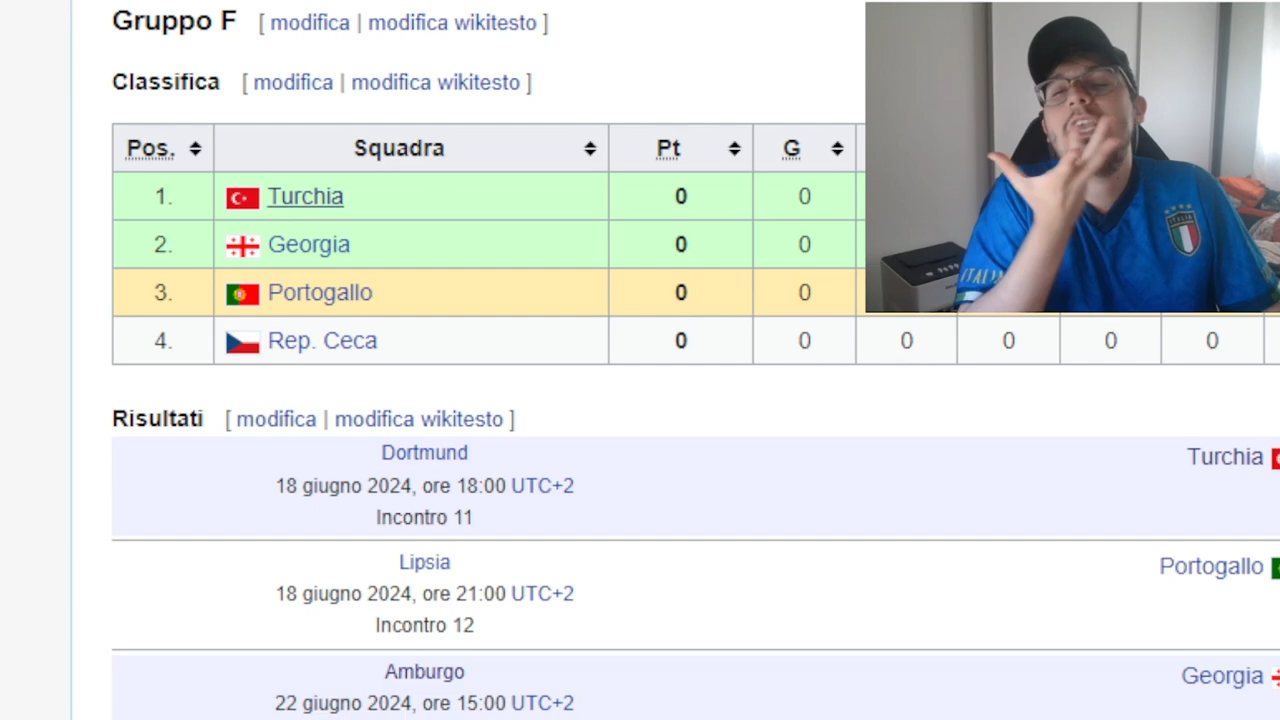 Gruppo F [ modifica | modifica wikitesto ]
Classifica [ modifica | modifica wikitesto ]
Pos. Squadra Pt G
1. Turchia 0 0
2. Georgia 0 0
3. Portogallo 0 0
4. Rep. Ceca 0 0 0 0 0 0
ITALIA
ITALI
Risultati [ modifica | modifica wikitesto ]
Dortmund
18 giugno 2024, ore 18:00 UTC+2
Turchia
Incontro 11
Lipsia
18 giugno 2024, ore 21:00 UTC+2
Portogallo
Incontro 12
Amburgo
22 giugno 2024, ore 15:00 UTC+2
Georgia